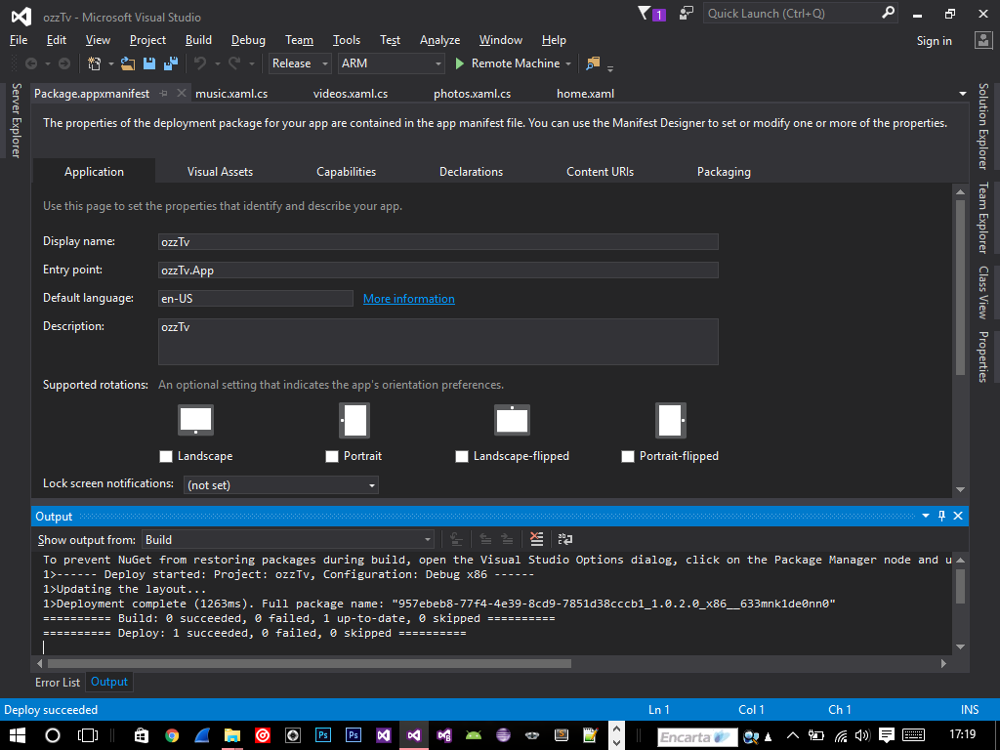 ozzTv - Microsoft Visual Studio
1
Quick Launch (Ctrl+Q)
File Edit View Project Build Debug Team Tools Test Analyze Window Help
Sign in
Release ARM Remote Machine
Server Explorer
Package.appxmanifest music.xaml.cs videos.xaml.cs photos.xaml.cs home.xaml
The properties of the deployment package for your app are contained in the app manifest file. You can use the Manifest Designer to set or modify one or more of the properties.
Application Visual Assets Capabilities Declarations Content URIs Packaging
Use this page to set the properties that identify and describe your app.
Display name: ozzTv
Entry point: ozzTv.App
Default language: en-US More information
Description: ozzTv
Supported rotations: An optional setting that indicates the app's orientation preferences.
Landscape Portrait Landscape-flipped Portrait-flipped
Lock screen notifications: (not set)
Solution Explorer
Team Explorer
Class View
Properties
Output
Show output from: Build
To prevent NuGet from restoring packages during build, open the Visual Studio Options dialog, click on the Package Manager node and u
1>------ Deploy started: Project: ozzTv, Configuration: Debug x86 ------
1>Updating the layout...
1>Deployment complete (1263ms). Full package name: "957ebeb8-77f4-4e39-8cd9-7851d38cccb1_1.0.2.0_x86__633mnk1de0nn0"
========== Build: 0 succeeded, 0 failed, 1 up-to-date, 0 skipped ==========
========== Deploy: 1 succeeded, 0 failed, 0 skipped ==========
Error List Output
Deploy succeeded Ln 1 Col 1 Ch 1 INS
Ps Ps Encarta 17:19